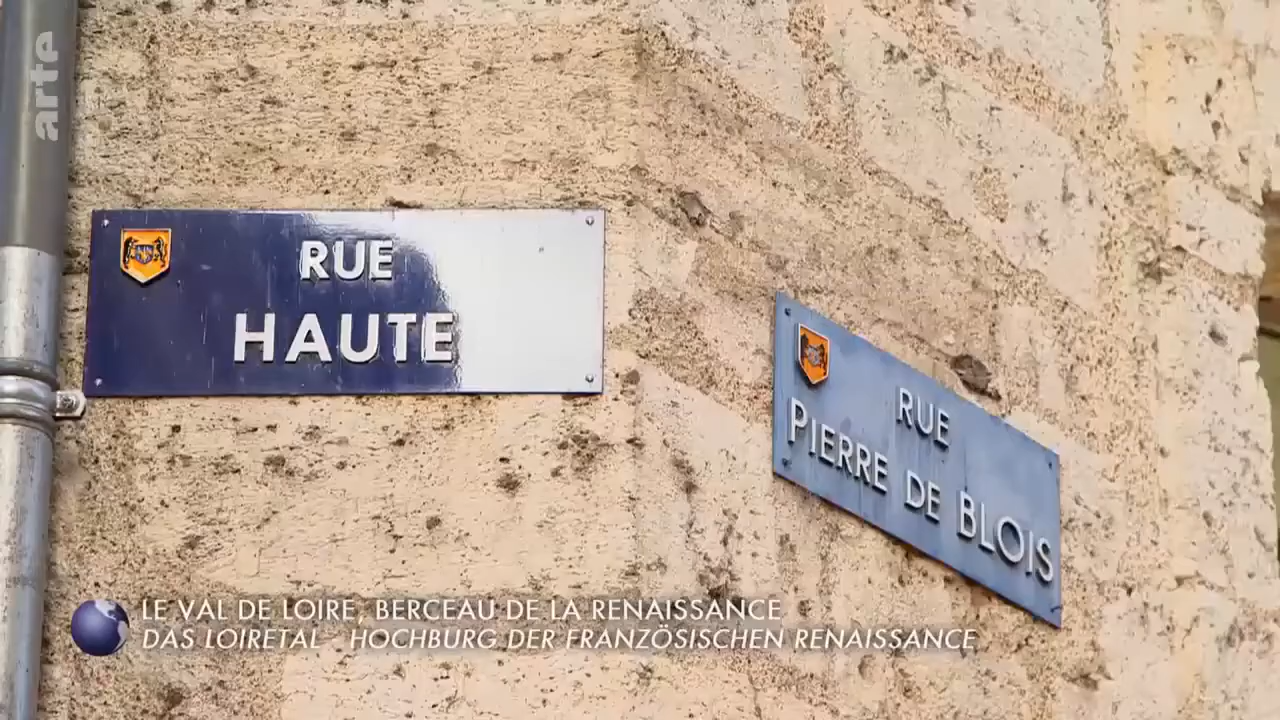 arte
RUE
HAUTE
RUE
PIERRE DE BLOIS
LE VAL DE LOIRE, BERCEAU DE LA RENAISSANCE
DAS LOIRETAL - HOCHBURG DER FRANZÖSISCHEN RENAISSANCE